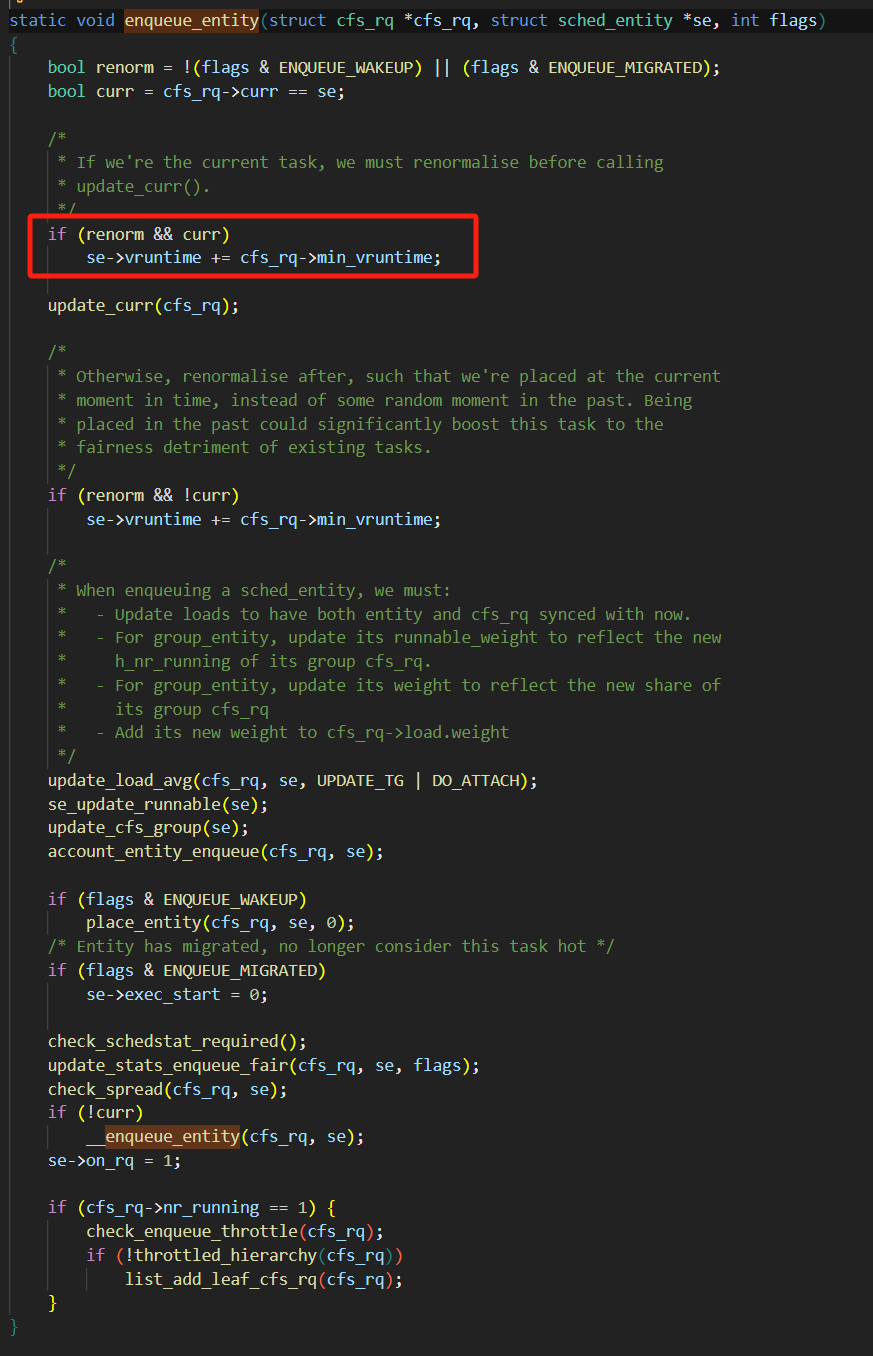 static void enqueue_entity(struct cfs_rq *cfs_rq, struct sched_entity *se, int flags)
{
    bool renorm = !(flags & ENQUEUE_WAKEUP) || (flags & ENQUEUE_MIGRATED);
    bool curr = cfs_rq->curr == se;

    /*
     * If we're the current task, we must renormalise before calling
     * update_curr().
     */
    if (renorm && curr)
        se->vruntime += cfs_rq->min_vruntime;

    update_curr(cfs_rq);

    /*
     * Otherwise, renormalise after, such that we're placed at the current
     * moment in time, instead of some random moment in the past. Being
     * placed in the past could significantly boost this task to the
     * fairness detriment of existing tasks.
     */
    if (renorm && !curr)
        se->vruntime += cfs_rq->min_vruntime;

    /*
     * When enqueuing a sched_entity, we must:
     *   - Update loads to have both entity and cfs_rq synced with now.
     *   - For group_entity, update its runnable_weight to reflect the new
     *     h_nr_running of its group cfs_rq.
     *   - For group_entity, update its weight to reflect the new share of
     *     its group cfs_rq
     *   - Add its new weight to cfs_rq->load.weight
     */
    update_load_avg(cfs_rq, se, UPDATE_TG | DO_ATTACH);
    se_update_runnable(se);
    update_cfs_group(se);
    account_entity_enqueue(cfs_rq, se);

    if (flags & ENQUEUE_WAKEUP)
        place_entity(cfs_rq, se, 0);
    /* Entity has migrated, no longer consider this task hot */
    if (flags & ENQUEUE_MIGRATED)
        se->exec_start = 0;

    check_schedstat_required();
    update_stats_enqueue_fair(cfs_rq, se, flags);
    check_spread(cfs_rq, se);
    if (!curr)
        __enqueue_entity(cfs_rq, se);
    se->on_rq = 1;

    if (cfs_rq->nr_running == 1) {
        check_enqueue_throttle(cfs_rq);
        if (!throttled_hierarchy(cfs_rq))
            list_add_leaf_cfs_rq(cfs_rq);
    }
}